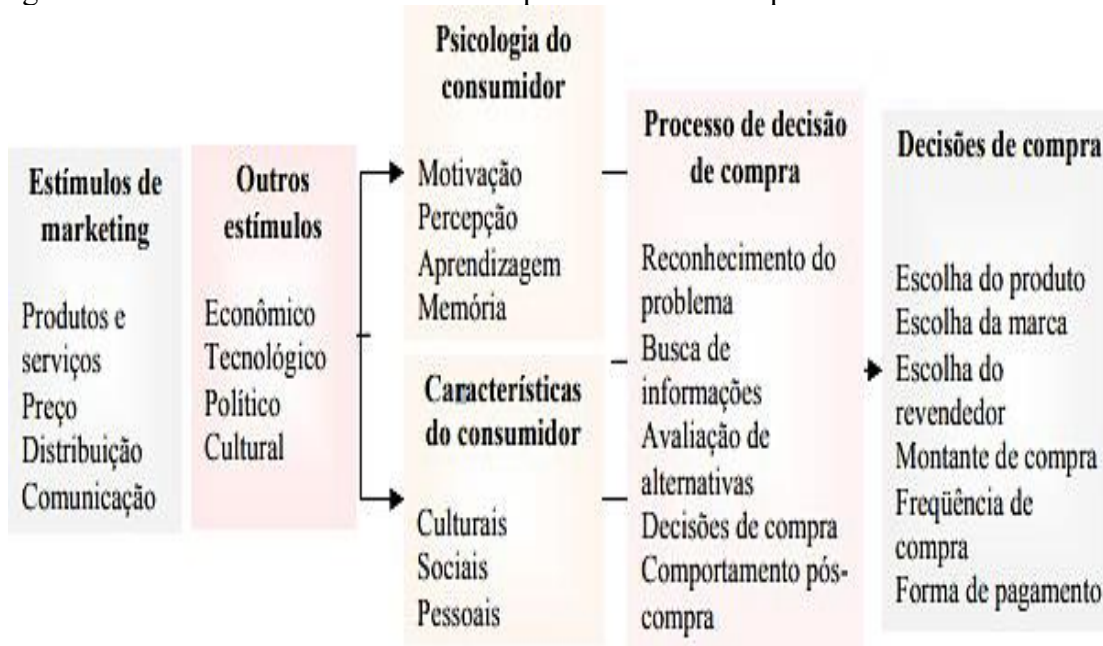 Estímulos de
marketing
Produtos e
serviços
Preço
Distribuição
Comunicação
Outros
estímulos
Econômico
Tecnológico
Político
Cultural
Psicologia do
consumidor
Motivação
Percepção
Aprendizagem
Memória
Características
do consumidor
Culturais
Sociais
Pessoais
Processo de decisão
de compra
Reconhecimento do
problema
Busca de
informações
Avaliação de
alternativas
Decisões de compra
Comportamento pós-
compra
Decisões de compra
Escolha do produto
Escolha da marca
Escolha do
revendedor
Montante de compra
Freqüência de
compra
Forma de pagamento